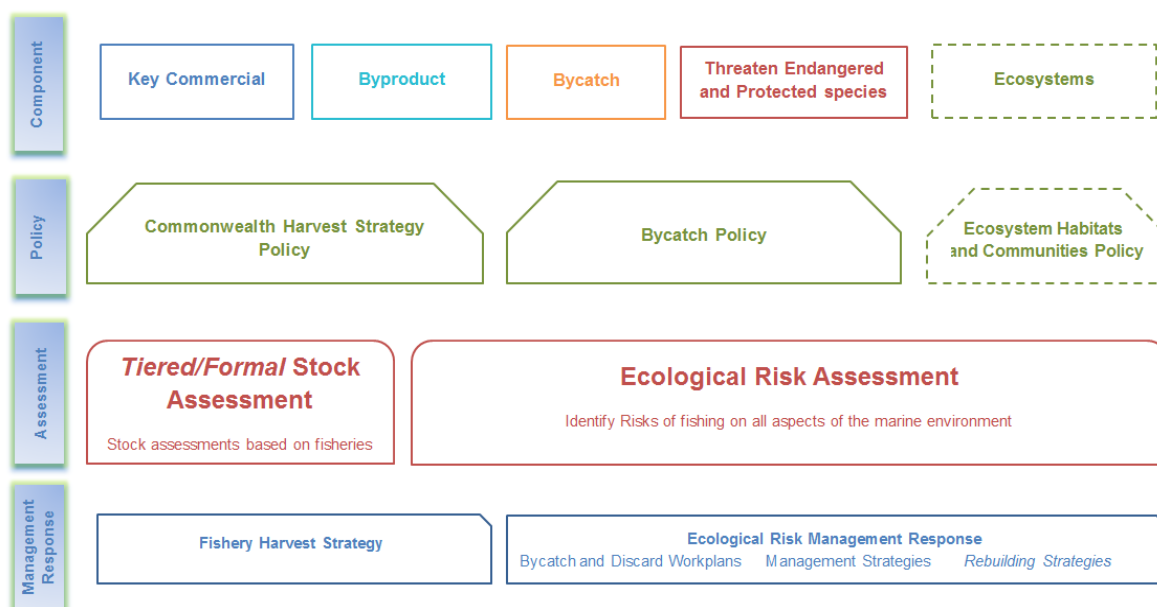 Component
Key Commercial
Byproduct
Bycatch
Threaten Endangered
and Protected species
Ecosystems
Policy
Commonwealth Harvest Strategy
Policy
Bycatch Policy
Ecosystem Habitats
and Communities Policy
Assessment
Tiered/Formal Stock
Assessment
Stock assessments based on fisheries
Ecological Risk Assessment
Identify Risks of fishing on all aspects of the marine environment
Management
Response
Fishery Harvest Strategy
Ecological Risk Management Response
Bycatch and Discard Workplans Management Strategies Rebuilding Strategies